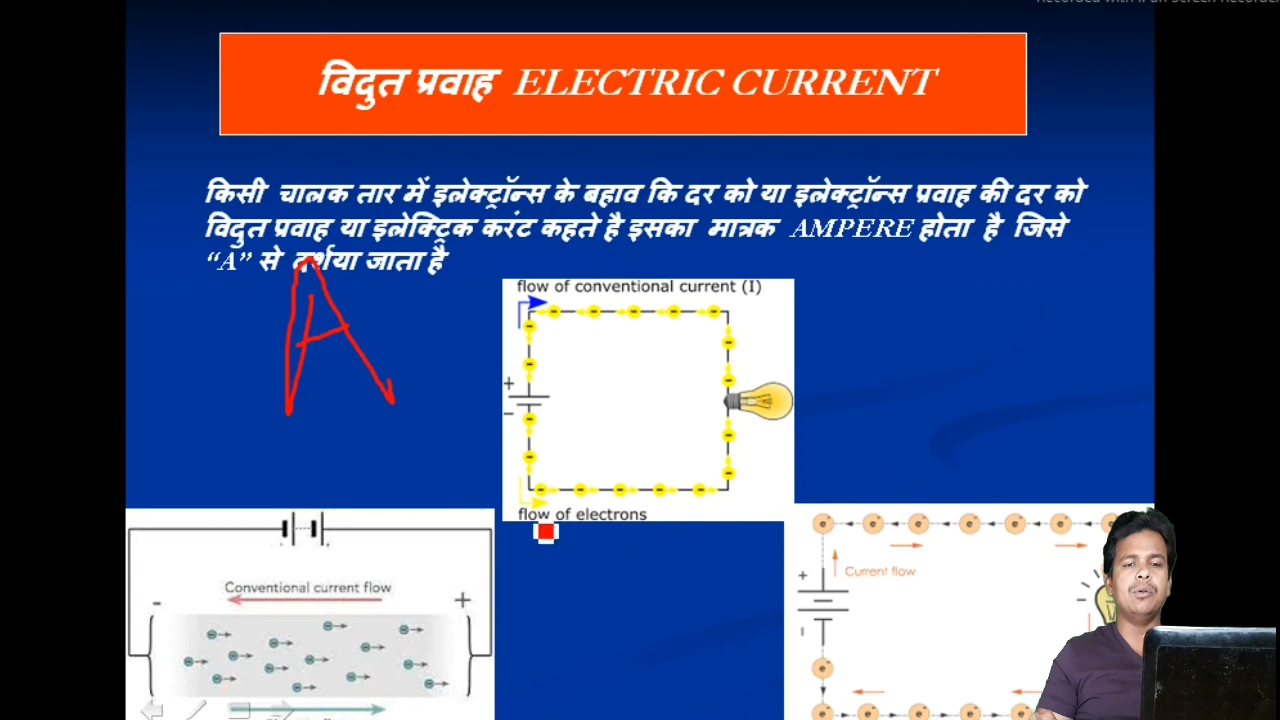 विदुत प्रवाह ELECTRIC CURRENT
किसी चालक तार में इलेक्ट्रॉन्स के बहाव कि दर को या इलेक्ट्रॉन्स प्रवाह की दर को
विदुत प्रवाह या इलेक्ट्रिक करंट कहते है इसका मात्रक AMPERE होता है जिसे
“A” से दर्शया जाता है
A
flow of conventional current (I)
+
−
flow of electrons
Conventional current flow
- +
Current flow
+